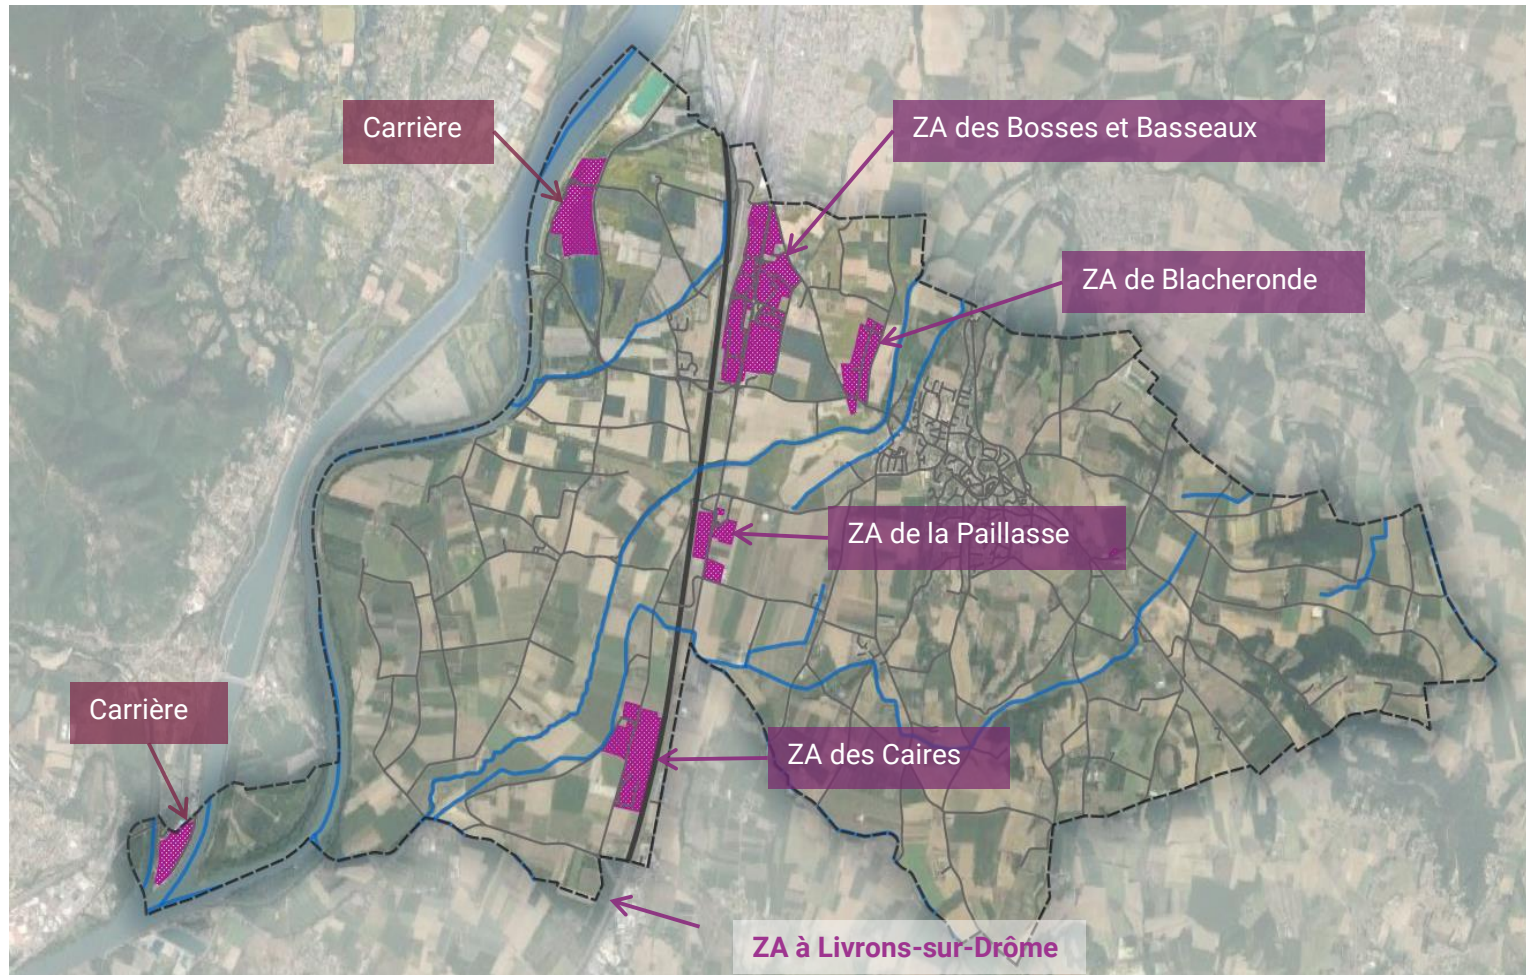 Carrière
ZA des Bosses et Basseaux
ZA de Blacheronde
ZA de la Paillasse
Carrière
ZA des Caires
ZA à Livrons-sur-Drôme